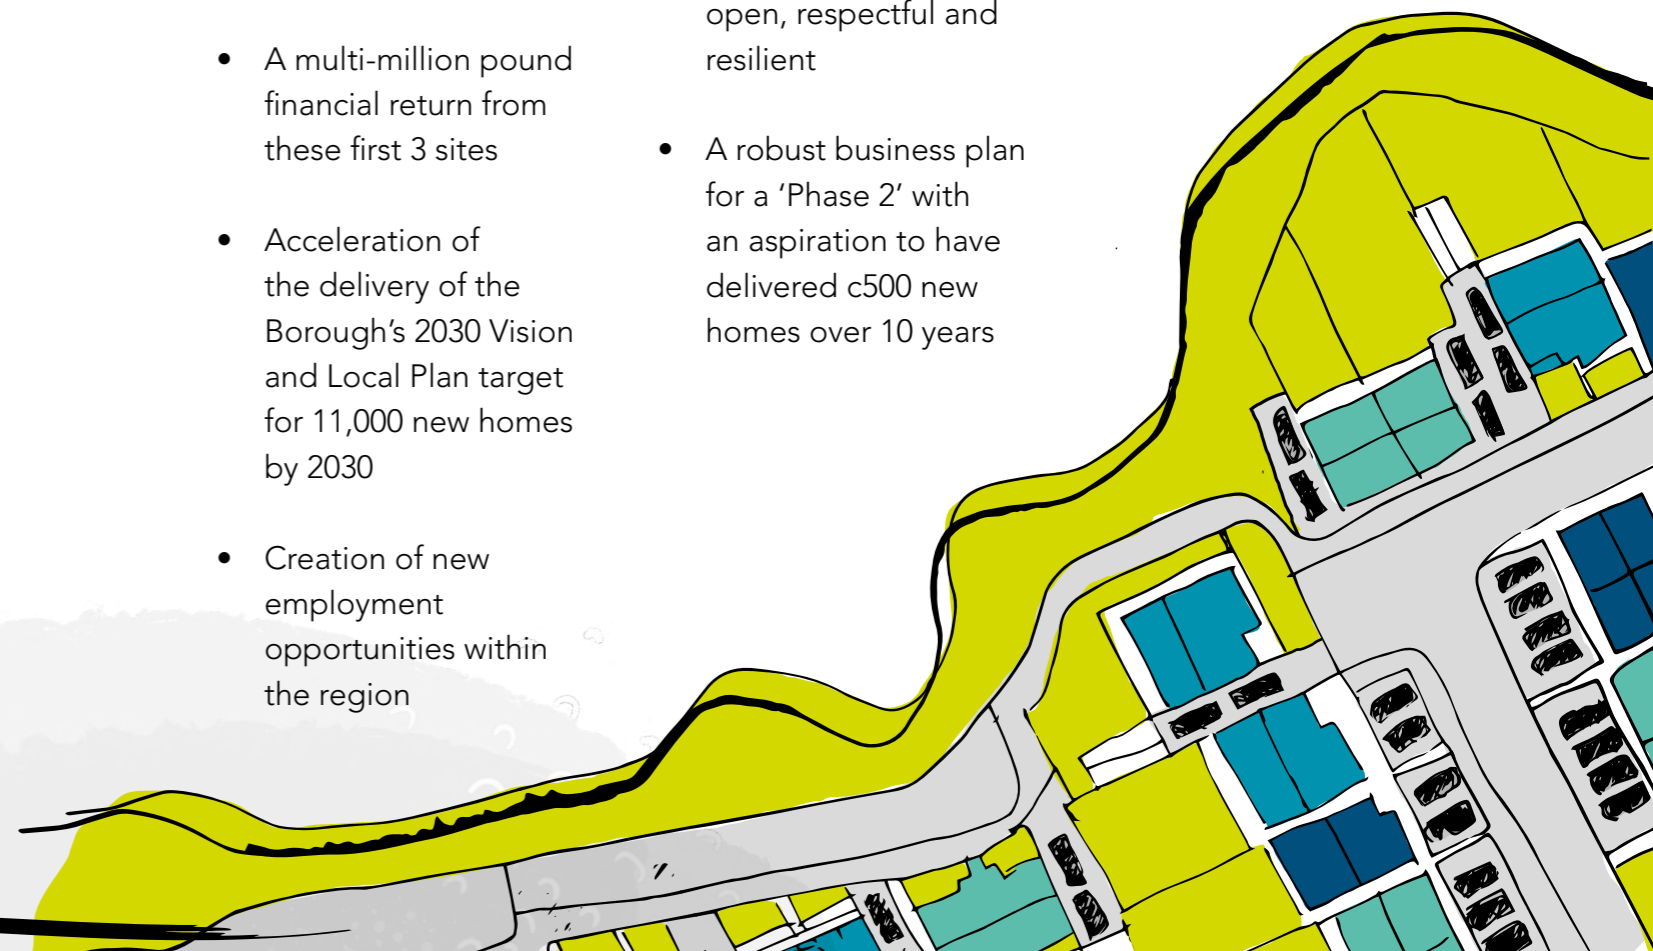 • A multi-million pound
financial return from
these first 3 sites
• Acceleration of
the delivery of the
Borough’s 2030 Vision
and Local Plan target
for 11,000 new homes
by 2030
• Creation of new
employment
opportunities within
the region
open, respectful and
resilient
• A robust business plan
for a ‘Phase 2’ with
an aspiration to have
delivered c500 new
homes over 10 years